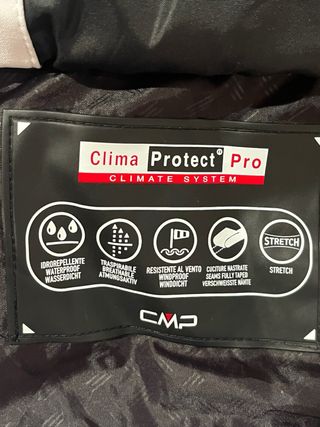 Clima Protect® Pro
CLIMATE SYSTEM
IDROREPELLENTE
WATERPROOF
WASSERDICHT
TRASPIRABILE
BREATHABLE
ATMUNGSAKTIV
RESISTENTE AL VENTO
WINDPROOF
WINDDICHT
CUCITURE NASTRATE
SEAMS FULLY TAPED
VERSCHWEISSTE NÄHTE
STRETCH
STRETCH
CMP